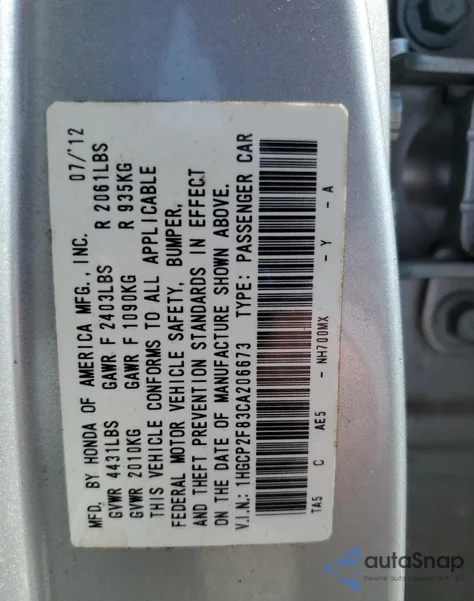 MFD. BY HONDA OF AMERICA MFG., INC. 07/'12
GVWR 4431LBS GAWR F 2403LBS R 2061LBS
GVWR 2010KG GAWR F 1090KG R 935KG
THIS VEHICLE CONFORMS TO ALL APPLICABLE
FEDERAL MOTOR VEHICLE SAFETY, BUMPER,
AND THEFT PREVENTION STANDARDS IN EFFECT
ON THE DATE OF MANUFACTURE SHOWN ABOVE.
V.I.N.: 1HGCP2F83CA206673 TYPE: PASSENGER CAR
TA5 C AE5 - NH700MX - Y - A
autoSnap